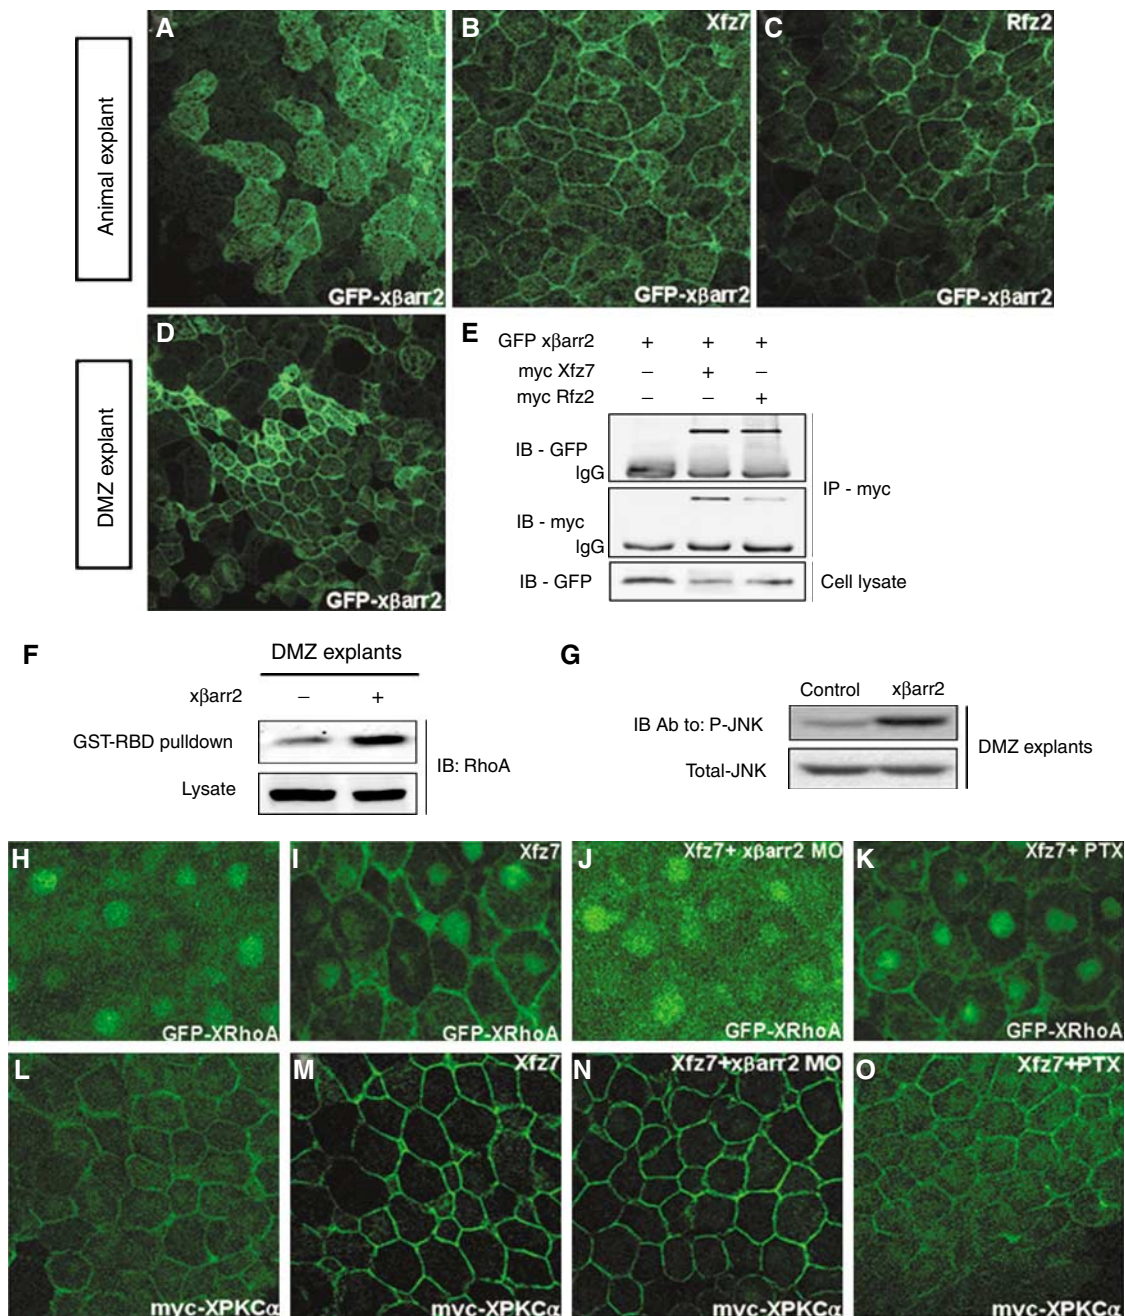 A
GFP-xβarr2
B
Xfz7
GFP-xβarr2
C
Rfz2
GFP-xβarr2
Animal explant
D
GFP-xβarr2
DMZ explant
E
GFP xβarr2 + + +
myc Xfz7 – + –
myc Rfz2 – – +
IB - GFP
IgG
IB - myc
IgG
IP - myc
IB - GFP
Cell lysate
F
DMZ explants
xβarr2 – +
GST-RBD pulldown
Lysate
IB: RhoA
G
Control xβarr2
IB Ab to: P-JNK
Total-JNK
DMZ explants
H
GFP-XRhoA
I
Xfz7
GFP-XRhoA
J
Xfz7+ xβarr2 MO
GFP-XRhoA
K
Xfz7+ PTX
GFP-XRhoA
L
myc-XPKCα
M
Xfz7
myc-XPKCα
N
Xfz7+xβarr2 MO
myc-XPKCα
O
Xfz7+PTX
myc-XPKCα